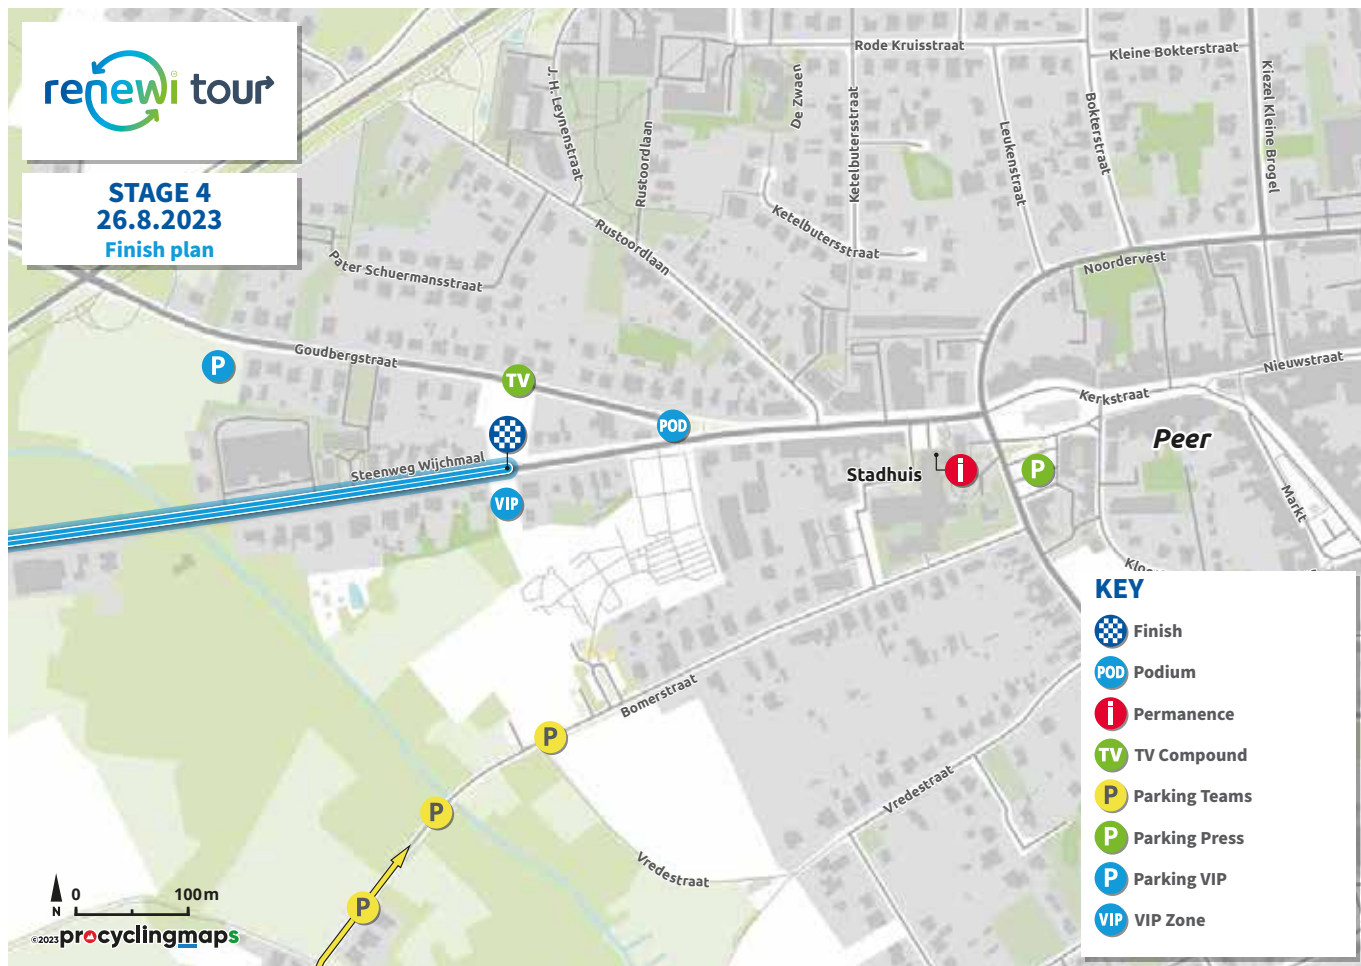 renewi tour
STAGE 4
26.8.2023
Finish plan
Rode Kruisstraat
Kleine Bokterstraat
J. H. Leynenstraat
Rustoordlaan
De Zwaen
Ketelbutersstraat
Leukenstraat
Bokterstraat
Kiezel Kleine Brogel
Ketelbutersstraat
Rustoordlaan
Pater Schuermansstraat
Noordervest
Goudbergstraat
Nieuwstraat
P
TV
Kerkstraat
POD
Peer
Steenweg Wijchmaal
Stadhuis
i
P
VIP
Markt
Bomerstraat
P
Vredestraat
P
Vredestraat
P
KEY
Finish
POD Podium
i Permanence
TV TV Compound
P Parking Teams
P Parking Press
P Parking VIP
VIP VIP Zone
N
0 100m
©2023 procyclingmaps